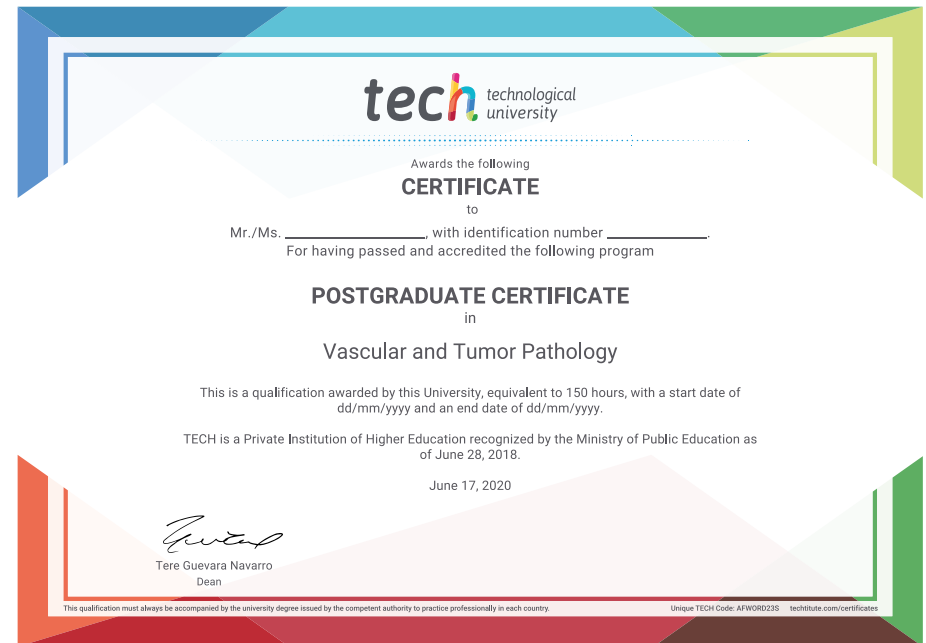 tech technological
university
Awards the following
CERTIFICATE
to
Mr./Ms. ____________________, with identification number ______________.
For having passed and accredited the following program
POSTGRADUATE CERTIFICATE
in
Vascular and Tumor Pathology
This is a qualification awarded by this University, equivalent to 150 hours, with a start date of
dd/mm/yyyy and an end date of dd/mm/yyyy.
TECH is a Private Institution of Higher Education recognized by the Ministry of Public Education as
of June 28, 2018.
June 17, 2020
Tere Guevara Navarro
Dean
This qualification must always be accompanied by the university degree issued by the competent authority to practice professionally in each country. Unique TECH Code: AFWORD23S techtitute.com/certificates